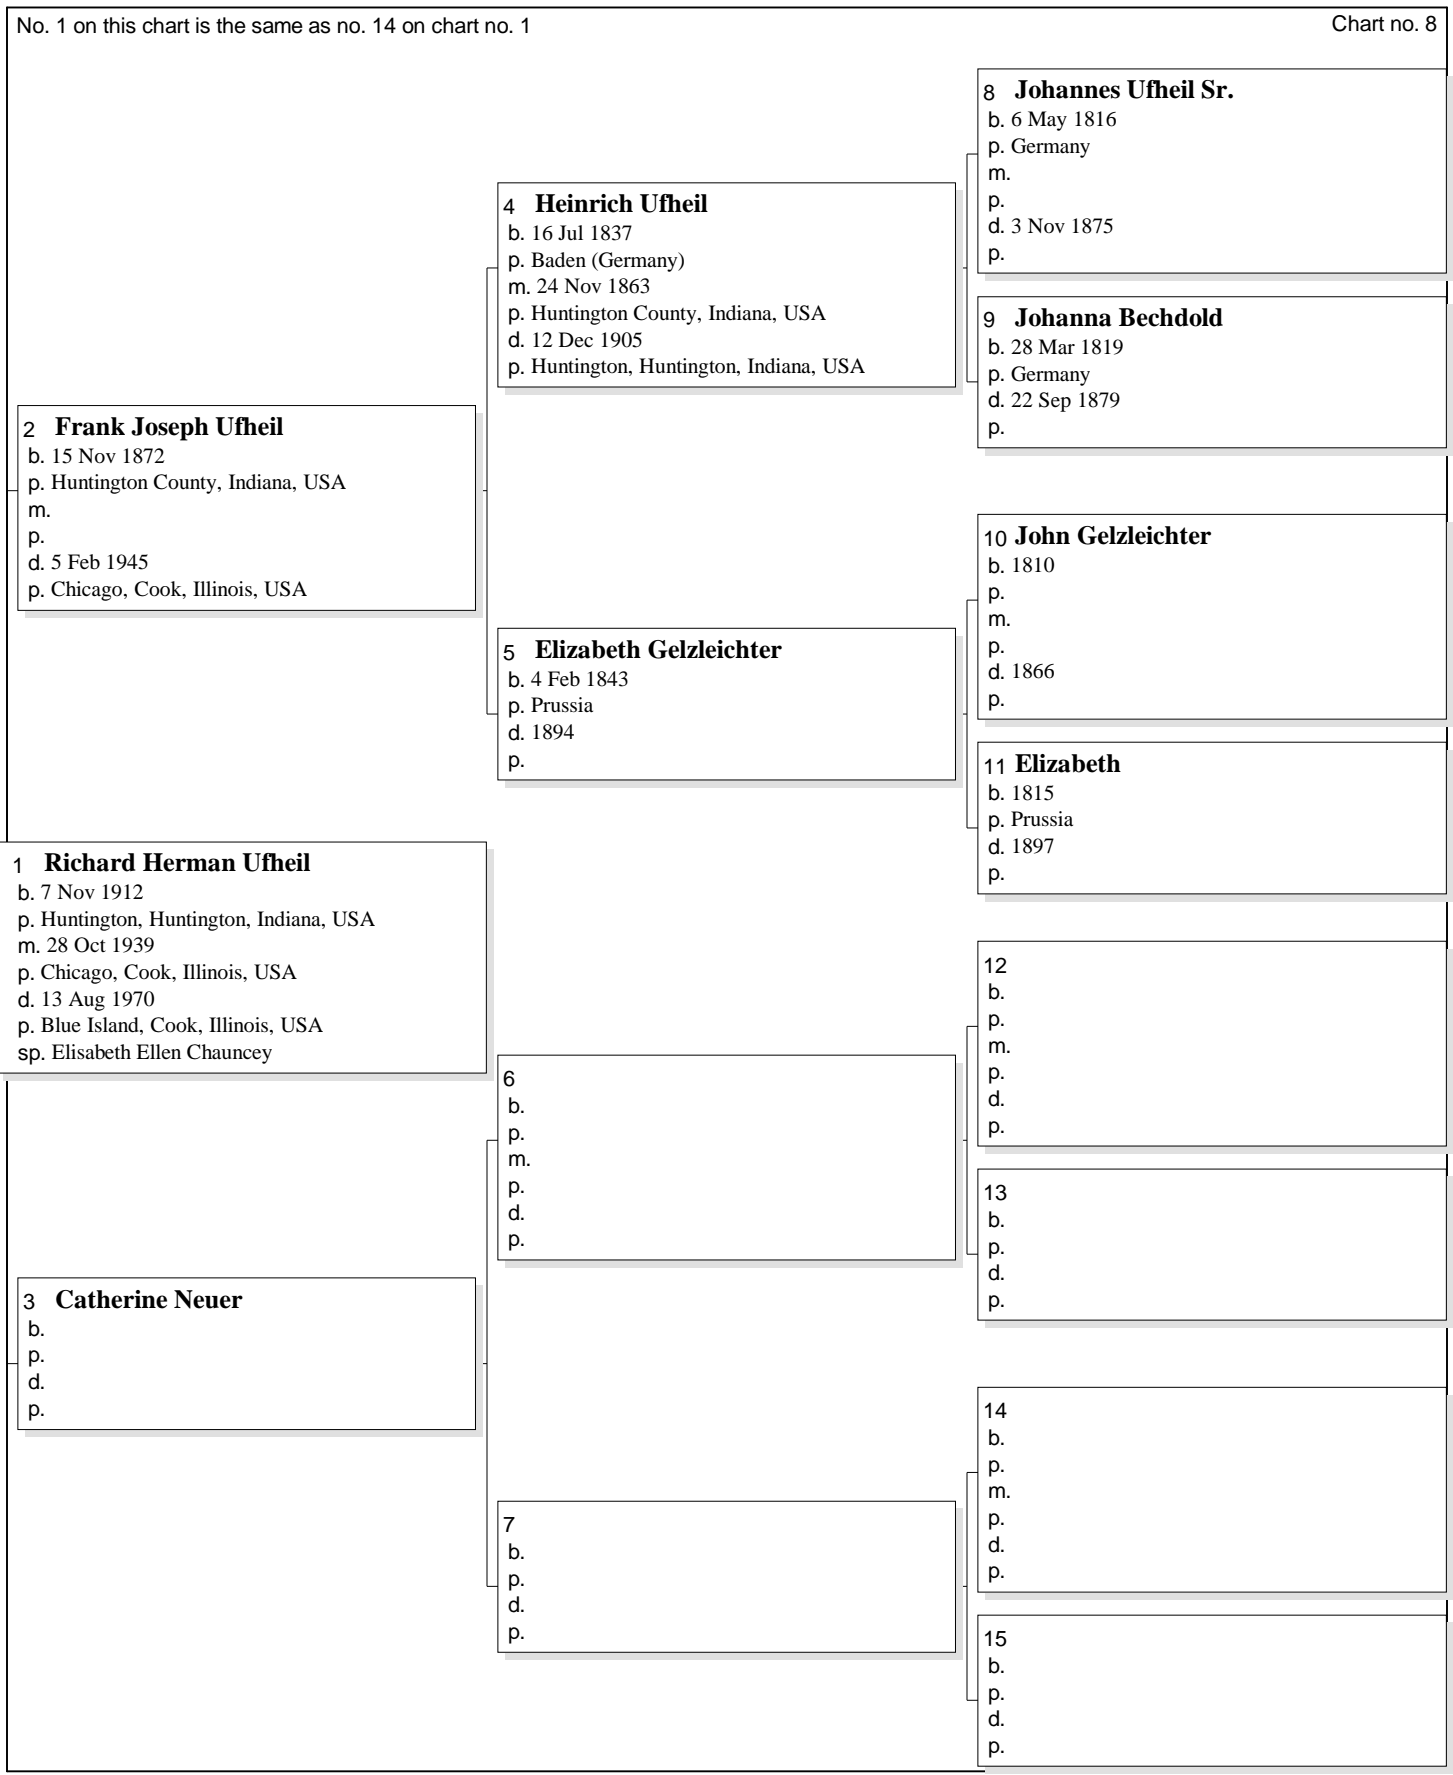 No. 1 on this chart is the same as no. 14 on chart no. 1
Chart no. 8
8 Johannes Ufheil Sr.
b. 6 May 1816
p. Germany
m.
p.
d. 3 Nov 1875
p.
4 Heinrich Ufheil
b. 16 Jul 1837
p. Baden (Germany)
m. 24 Nov 1863
p. Huntington County, Indiana, USA
d. 12 Dec 1905
p. Huntington, Huntington, Indiana, USA
9 Johanna Bechdold
b. 28 Mar 1819
p. Germany
d. 22 Sep 1879
p.
2 Frank Joseph Ufheil
b. 15 Nov 1872
p. Huntington County, Indiana, USA
m.
p.
d. 5 Feb 1945
p. Chicago, Cook, Illinois, USA
10 John Gelzleichter
b. 1810
p.
m.
p.
d. 1866
p.
5 Elizabeth Gelzleichter
b. 4 Feb 1843
p. Prussia
d. 1894
p.
11 Elizabeth
b. 1815
p. Prussia
d. 1897
p.
1 Richard Herman Ufheil
b. 7 Nov 1912
p. Huntington, Huntington, Indiana, USA
m. 28 Oct 1939
p. Chicago, Cook, Illinois, USA
d. 13 Aug 1970
p. Blue Island, Cook, Illinois, USA
sp. Elisabeth Ellen Chauncey
12
b.
p.
m.
p.
d.
p.
6
b.
p.
m.
p.
d.
p.
13
b.
p.
d.
p.
3 Catherine Neuer
b.
p.
d.
p.
14
b.
p.
m.
p.
d.
p.
7
b.
p.
d.
p.
15
b.
p.
d.
p.